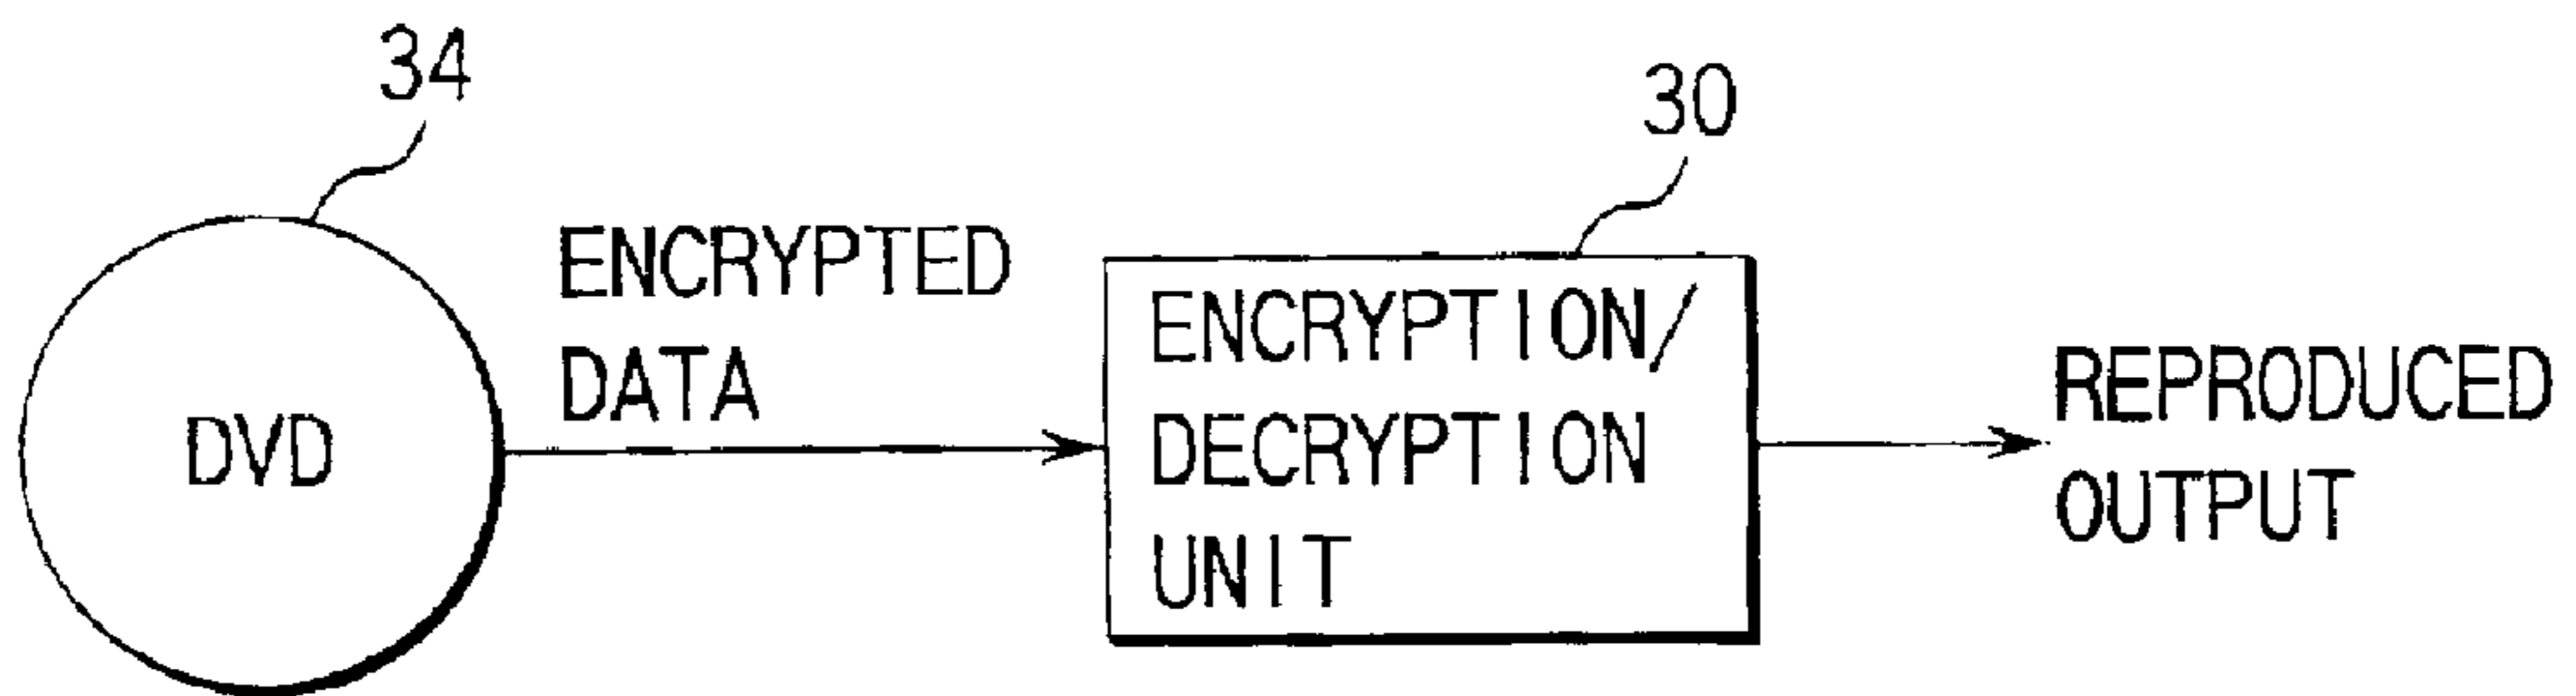 34
30
ENCRYPTED
DATA
DVD
ENCRYPTION/
DECRYPTION
UNIT
REPRODUCED
OUTPUT